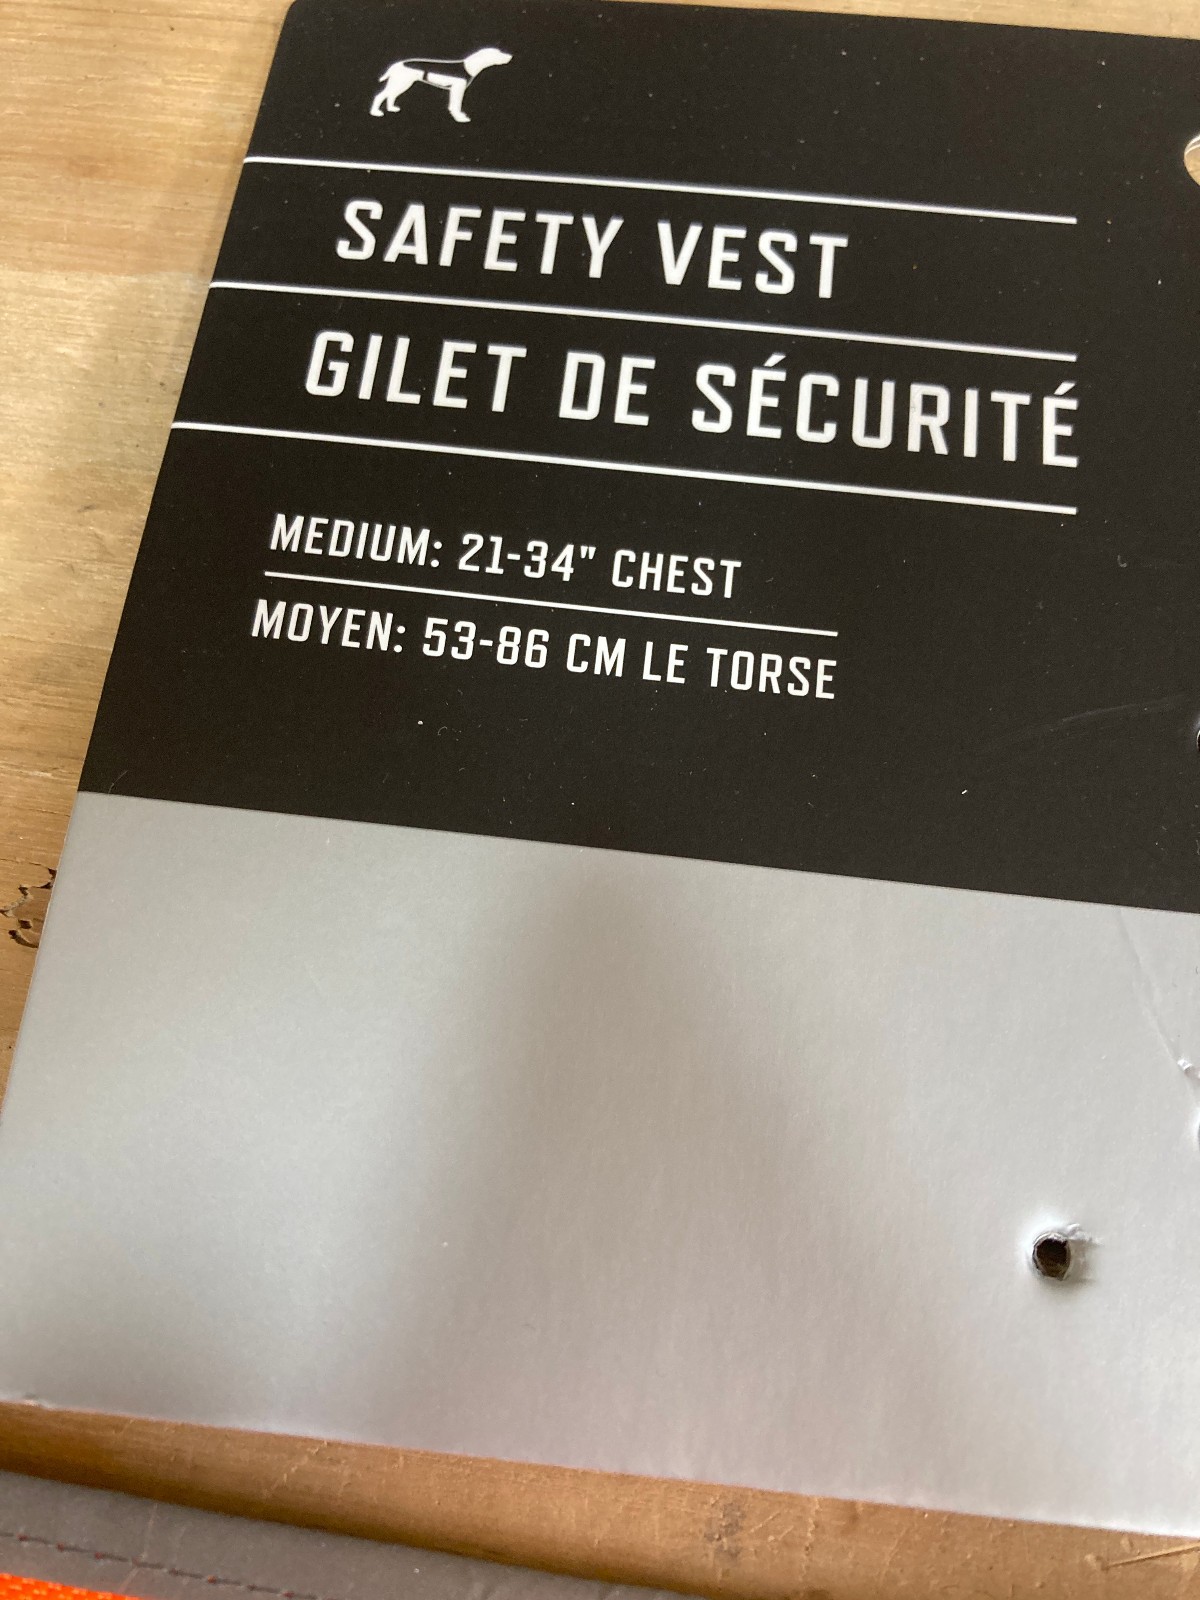 SAFETY VEST
GILET DE SÉCURITÉ
MEDIUM: 21-34" CHEST
MOYEN: 53-86 CM LE TORSE